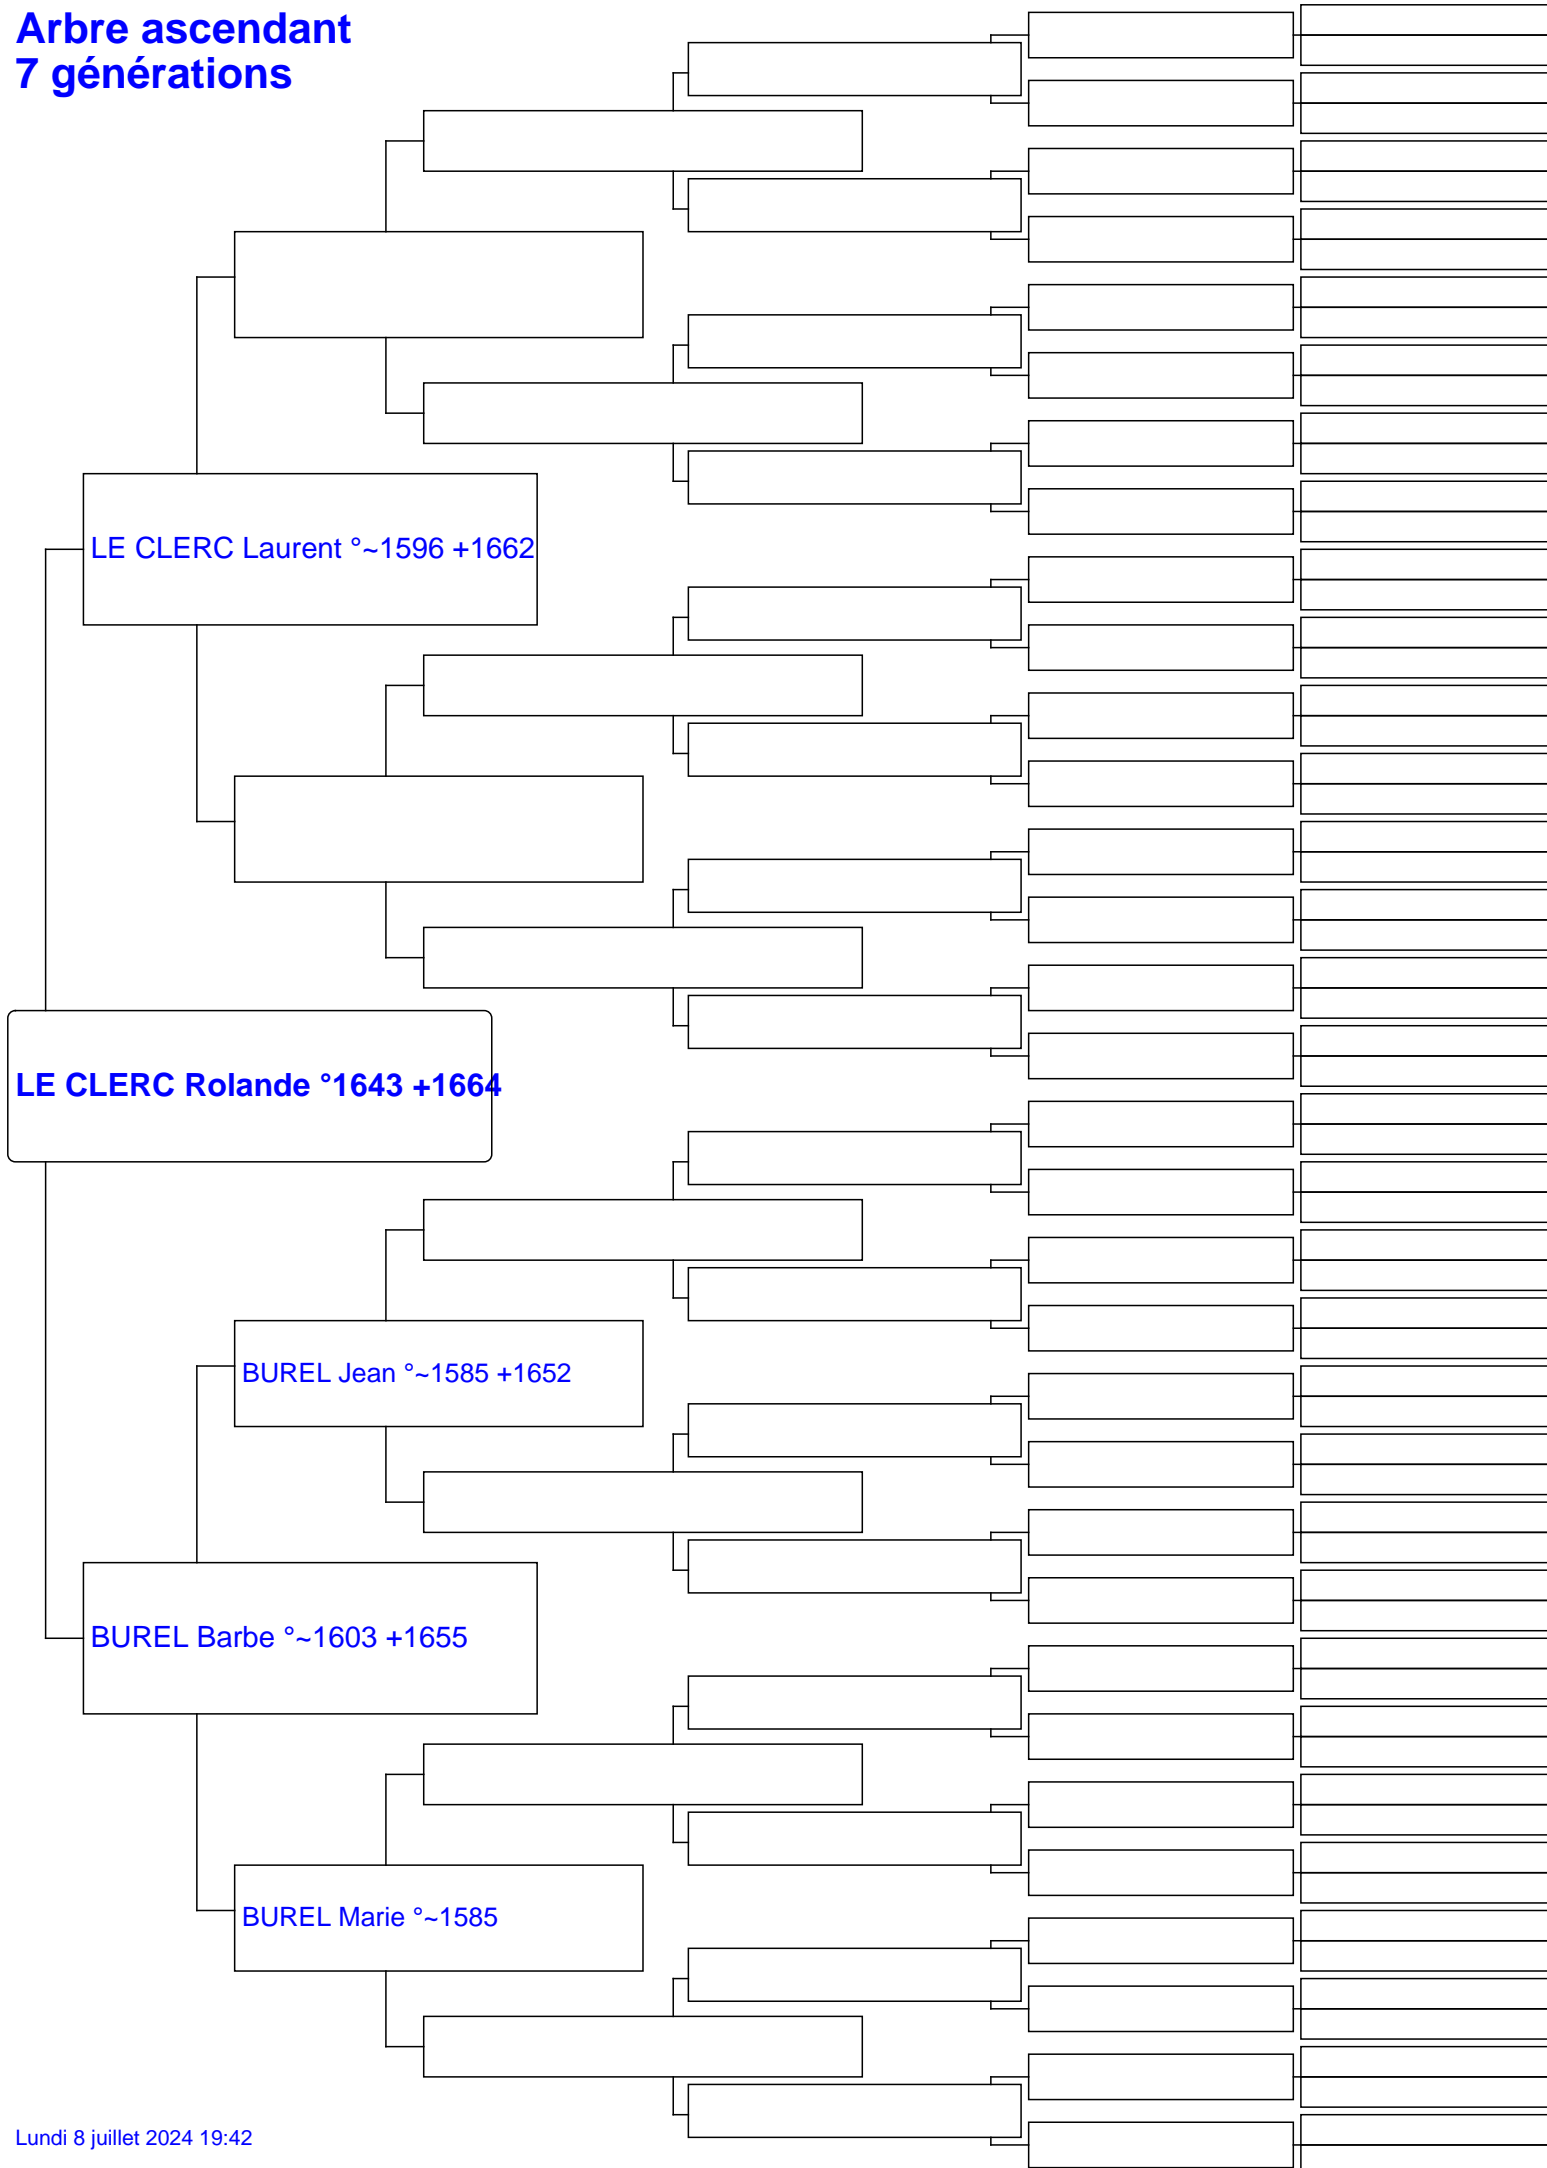 Arbre ascendant
7 générations
LE CLERC Laurent °~1596 +1662
LE CLERC Rolande °1643 +1664
BUREL Jean °~1585 +1652
BUREL Barbe °~1603 +1655
BUREL Marie °~1585
Lundi 8 juillet 2024 19:42